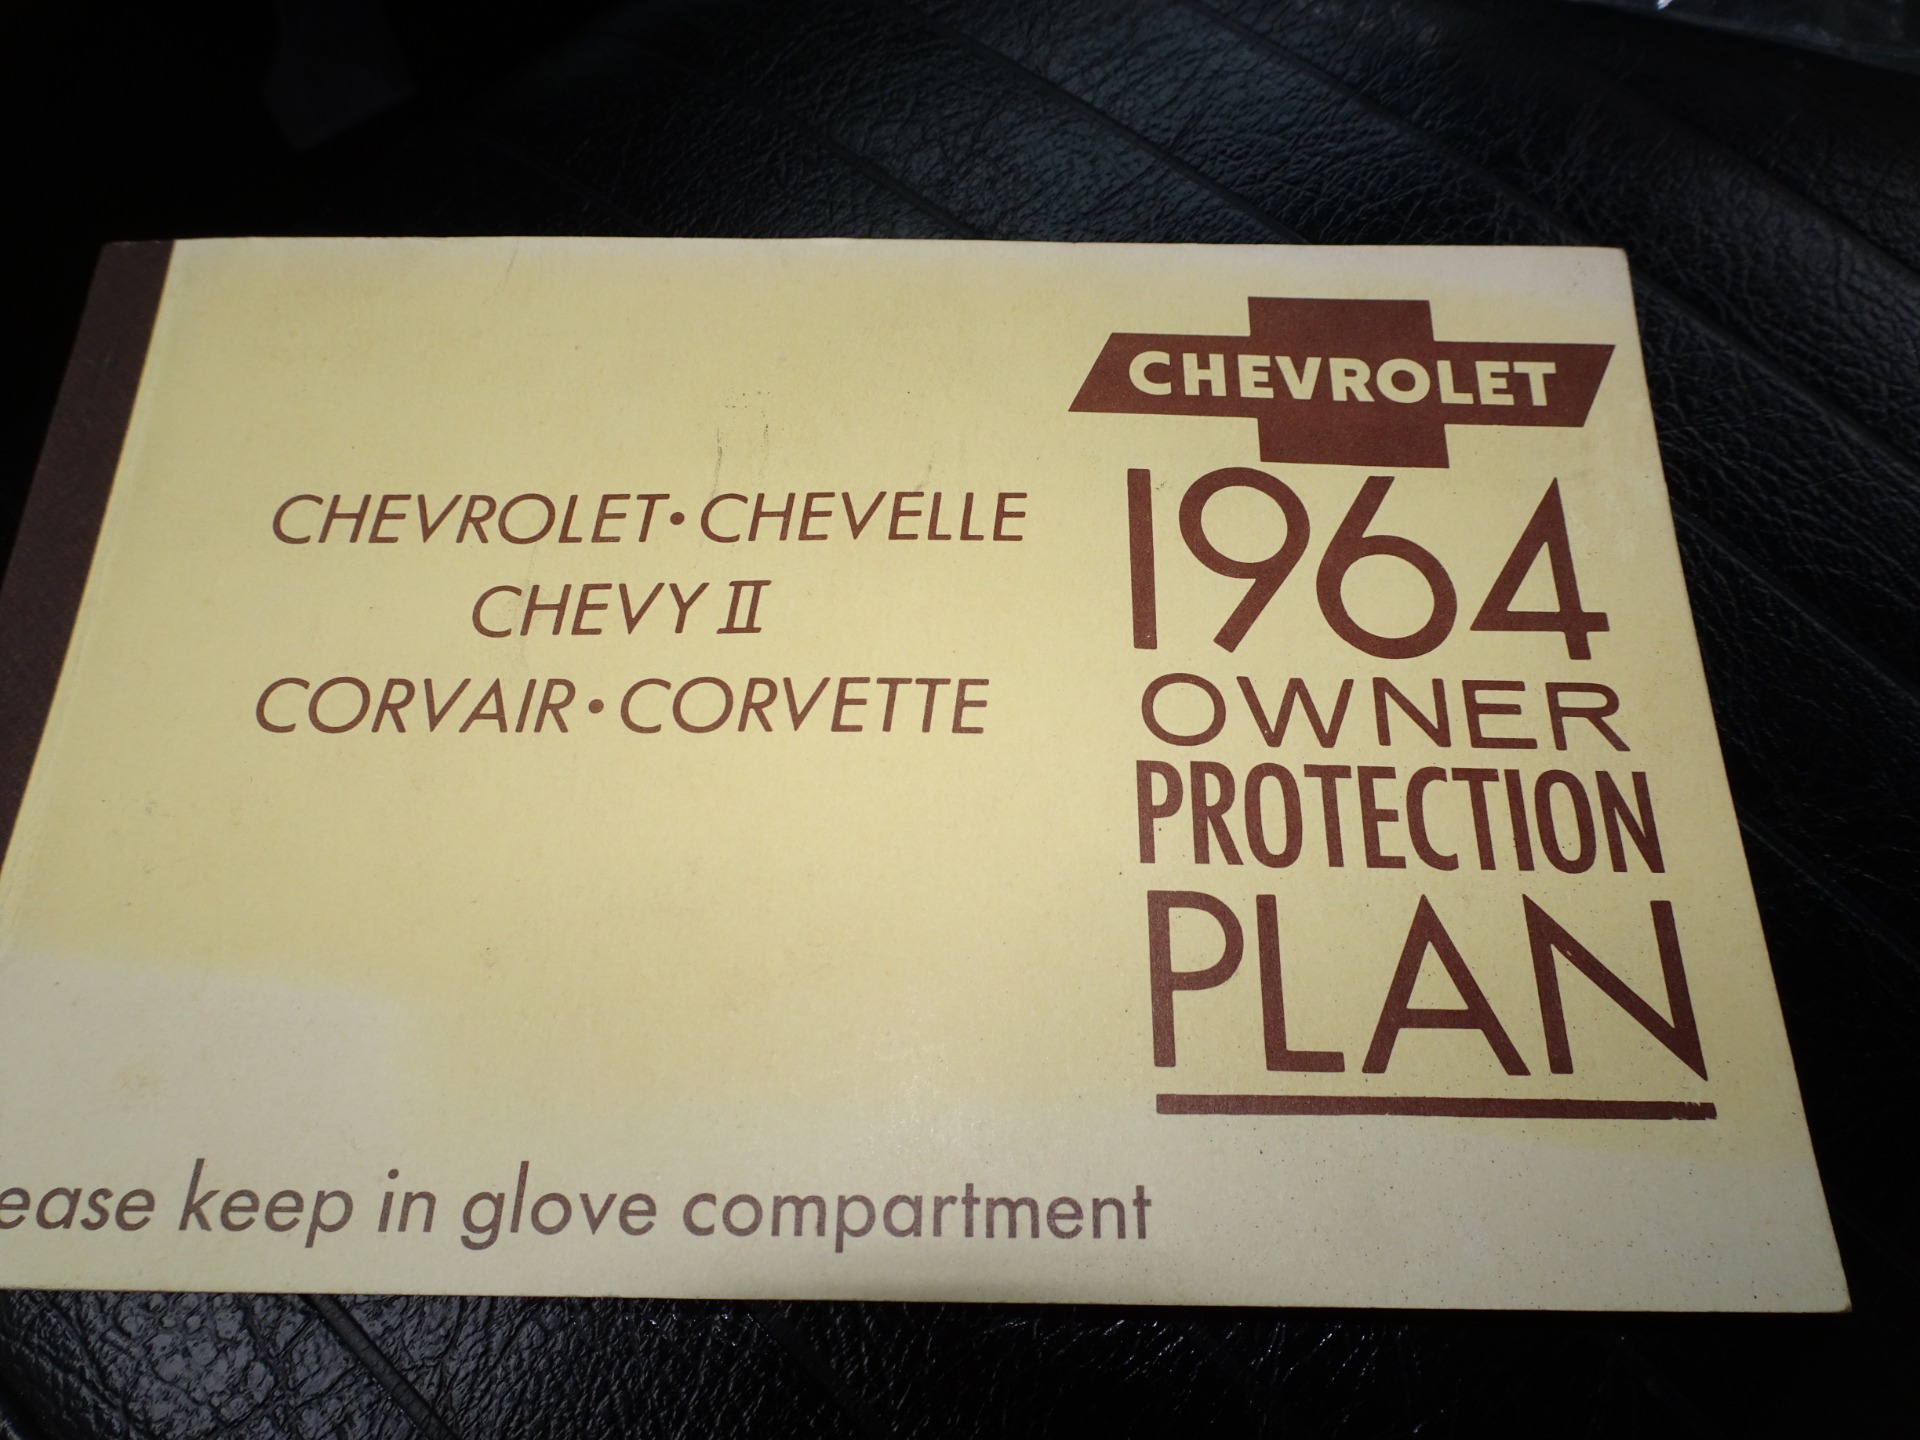 CHEVROLET
1964
OWNER
PROTECTION
PLAN
CHEVROLET • CHEVELLE
CHEVY II
CORVAIR • CORVETTE
ease keep in glove compartment